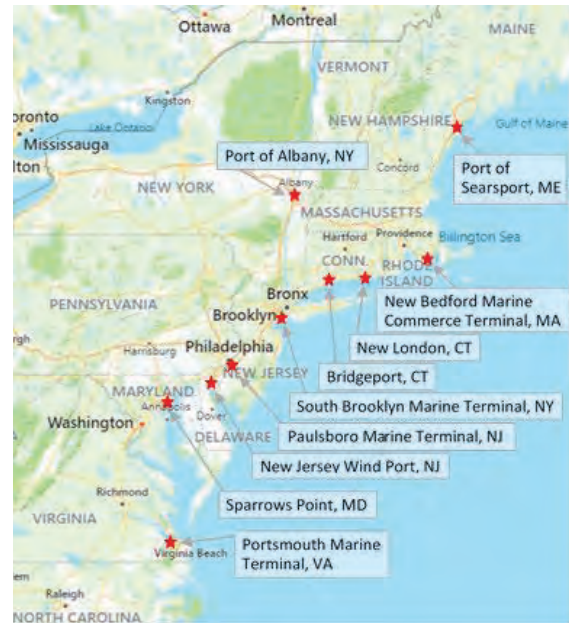 Ottawa
Montreal
MAINE
VERMONT
Kingston
oronto
Mississauga
lton
Lake Ontario
NEW HAMPSHIRE
Gulf of Maine
Port of Albany, NY
Concord
Port of
Searsport, ME
NEW YORK
Albany
MASSACHUSETTS
Hartford
Providence
Billington Sea
CONN.
RHODE
ISLAND
New Bedford Marine
Commerce Terminal, MA
PENNSYLVANIA
Bronx
Brooklyn
New London, CT
Harrisburg
Philadelphia
NEW JERSEY
Bridgeport, CT
MARYLAND
Annapolis
Dover
South Brooklyn Marine Terminal, NY
Washington
DELAWARE
Paulsboro Marine Terminal, NJ
New Jersey Wind Port, NJ
Richmond
Sparrows Point, MD
VIRGINIA
Virginia Beach
Portsmouth Marine
Terminal, VA
em
Raleigh
NORTH CAROLINA